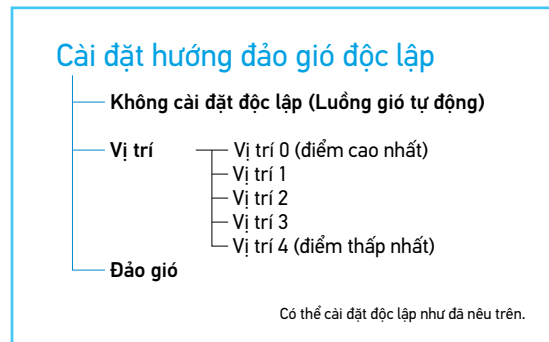 Cài đặt hướng đảo gió độc lập
Không cài đặt độc lập (Luồng gió tự động)
Vị trí
Vị trí 0 (điểm cao nhất)
Vị trí 1
Vị trí 2
Vị trí 3
Vị trí 4 (điểm thấp nhất)
Đảo gió
Có thể cài đặt độc lập như đã nêu trên.